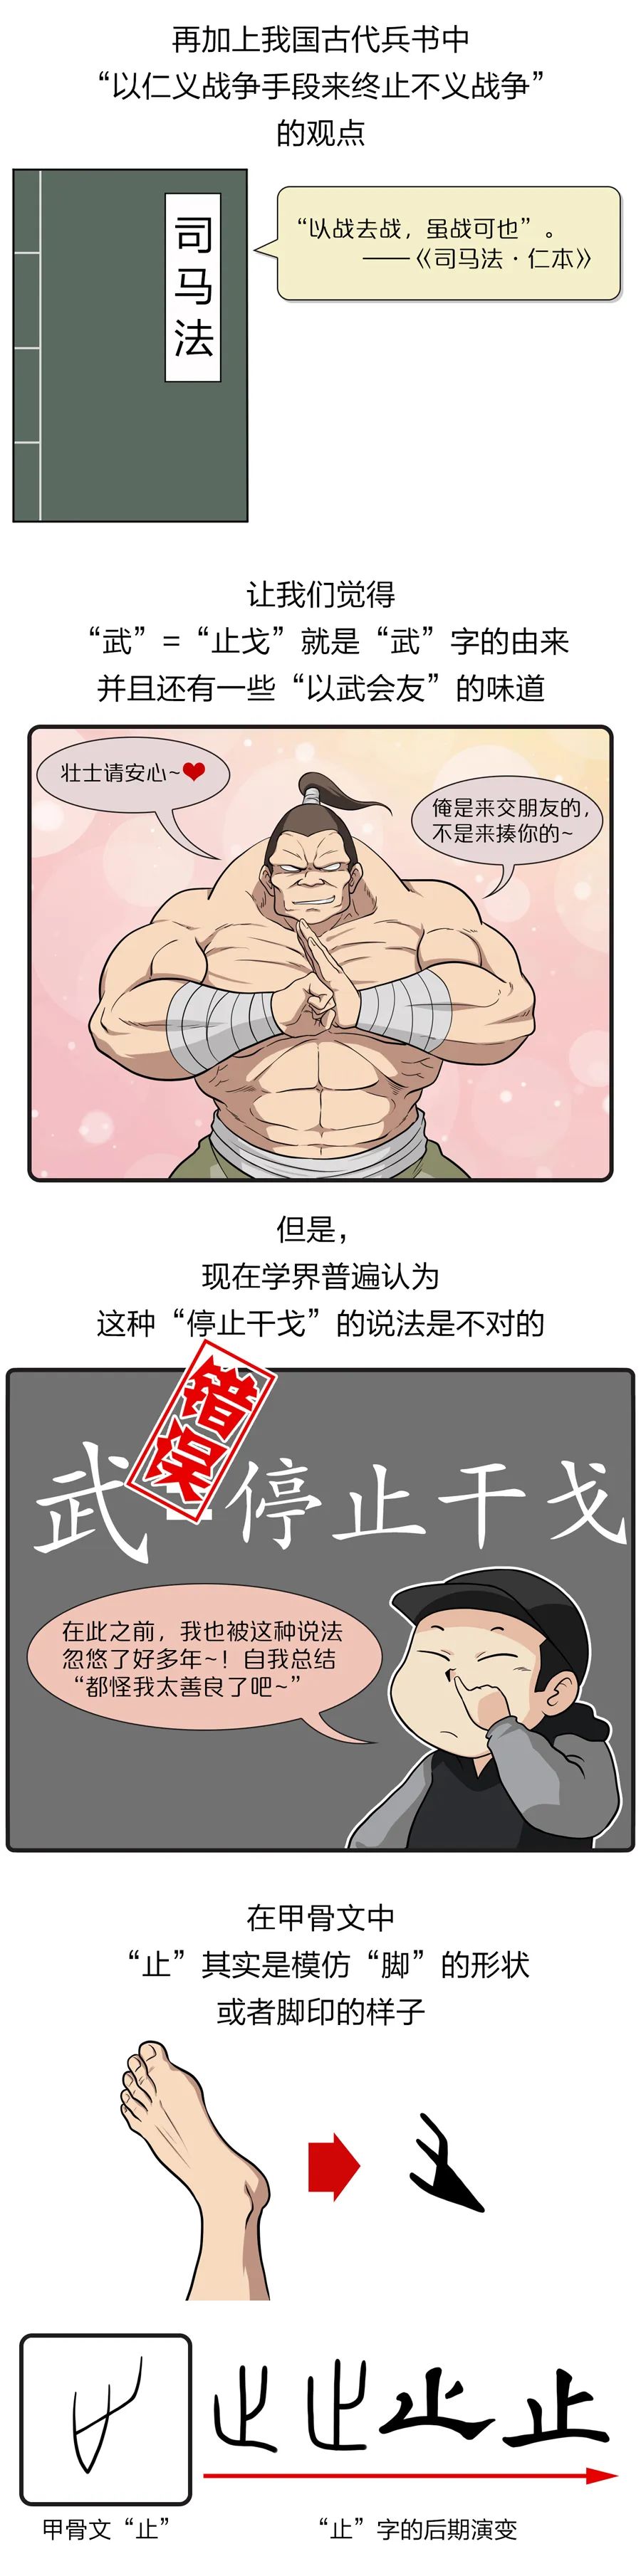 再加上我国古代兵书中
“以仁义战争手段来终止不义战争”
的观点
司马法
“以战去战，虽战可也”。
——《司马法·仁本》
让我们觉得
“武”=“止戈”就是“武”字的由来
并且还有一些“以武会友”的味道
壮士请安心~
俺是来交朋友的，
不是来揍你的~
但是，
现在学界普遍认为
这种“停止干戈”的说法是不对的
错误
武=停止干戈
在此之前，我也被这种说法
忽悠了好多年~！自我总结
“都怪我太善良了吧~”
在甲骨文中
“止”其实是模仿“脚”的形状
或者脚印的样子
止 止 止 止
甲骨文“止”
“止”字的后期演变